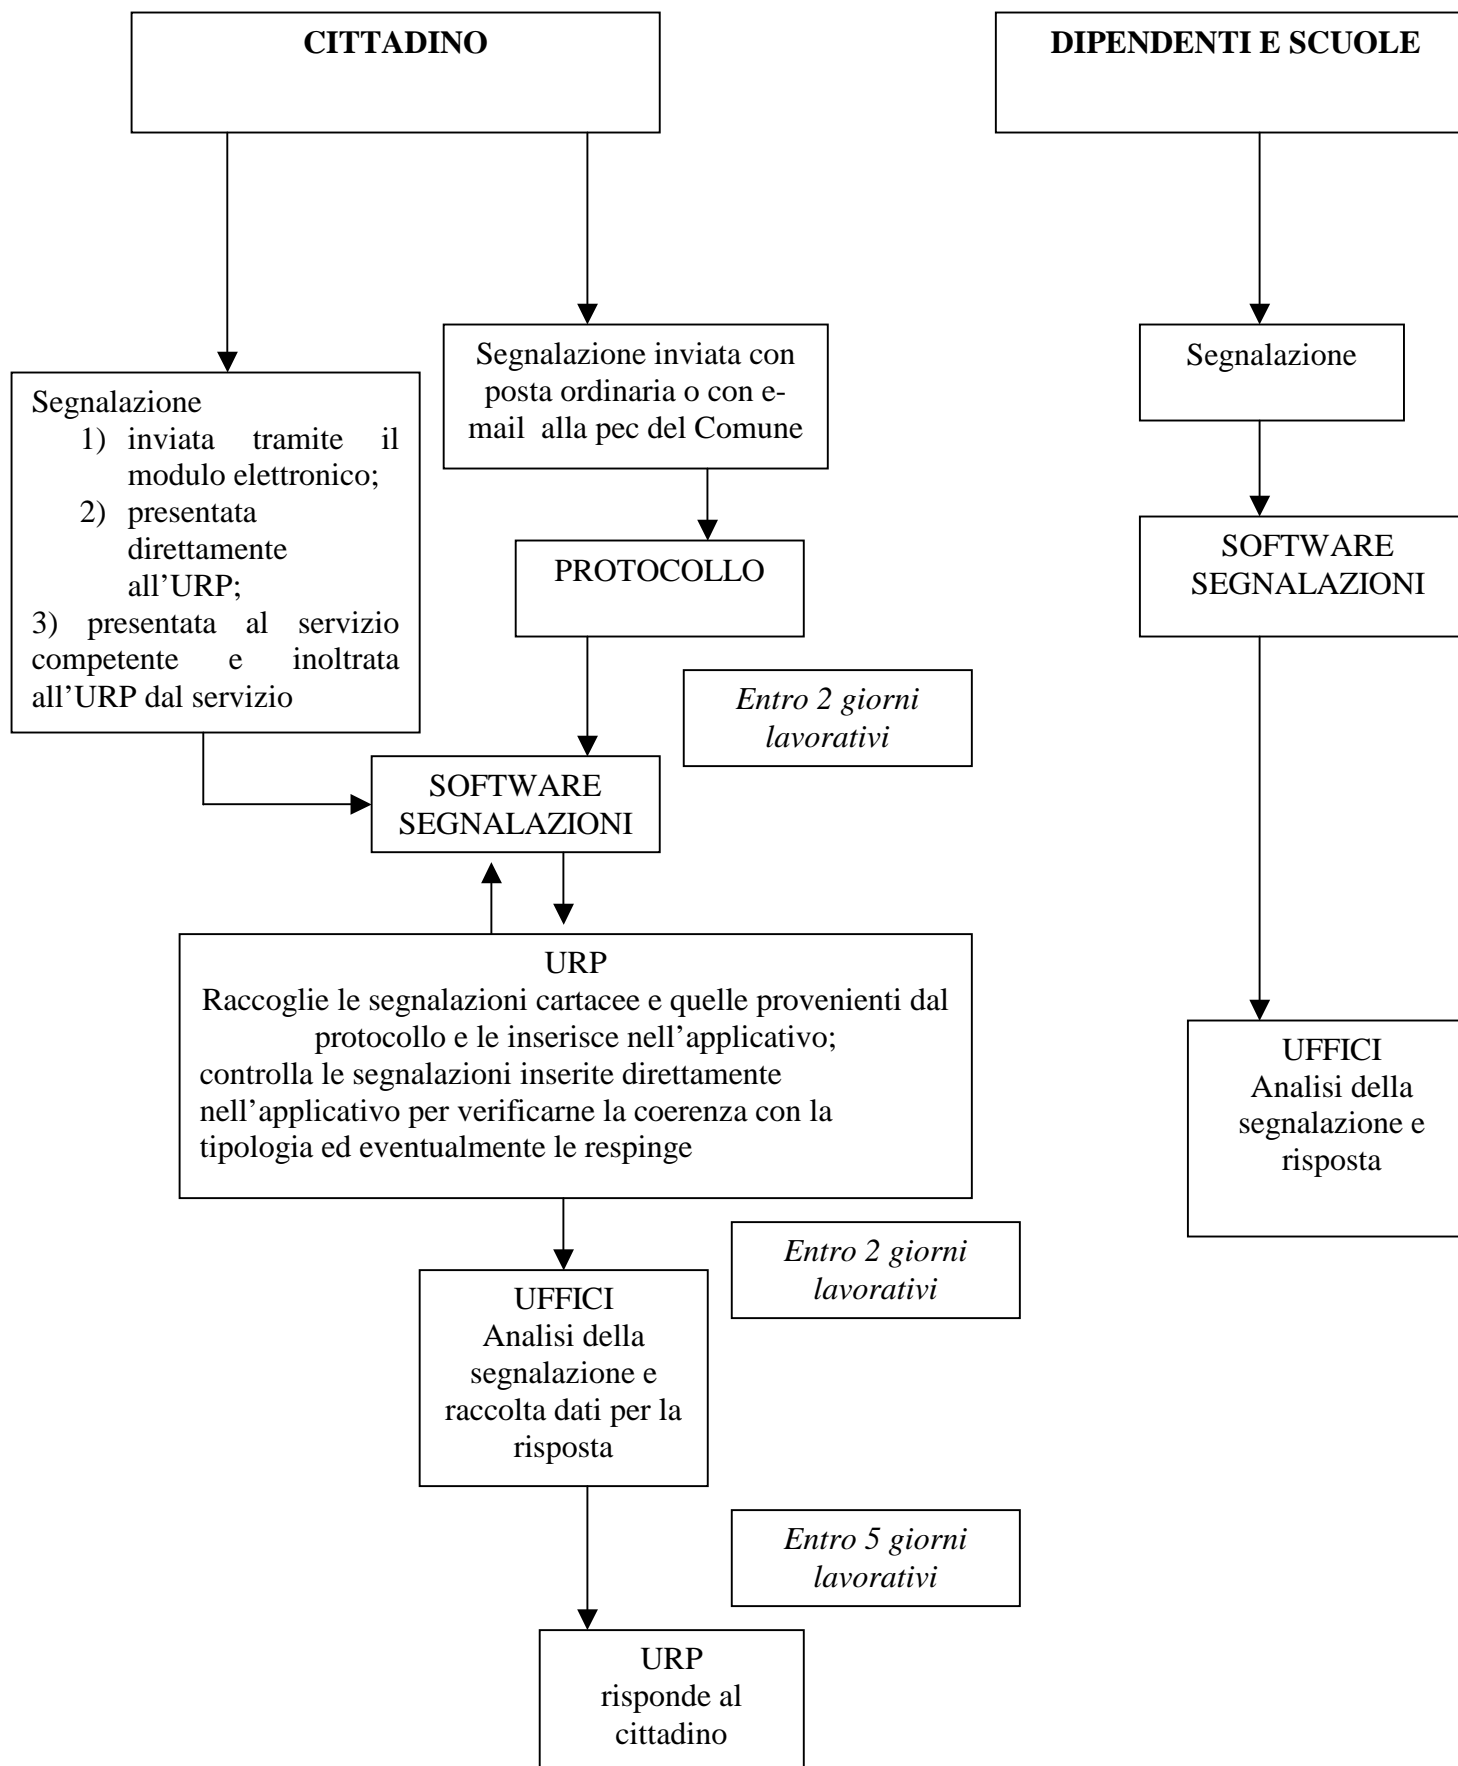 CITTADINO
DIPENDENTI E SCUOLE
Segnalazione inviata con
posta ordinaria o con e-
mail alla pec del Comune
Segnalazione
Segnalazione
1) inviata tramite il
modulo elettronico;
2) presentata
direttamente
all’URP;
3) presentata al servizio
competente e inoltrata
all’URP dal servizio
PROTOCOLLO
SOFTWARE
SEGNALAZIONI
Entro 2 giorni
lavorativi
SOFTWARE
SEGNALAZIONI
URP
Raccoglie le segnalazioni cartacee e quelle provenienti dal
protocollo e le inserisce nell’applicativo;
controlla le segnalazioni inserite direttamente
nell’applicativo per verificarne la coerenza con la
tipologia ed eventualmente le respinge
UFFICI
Analisi della
segnalazione e
risposta
Entro 2 giorni
lavorativi
UFFICI
Analisi della
segnalazione e
raccolta dati per la
risposta
Entro 5 giorni
lavorativi
URP
risponde al
cittadino